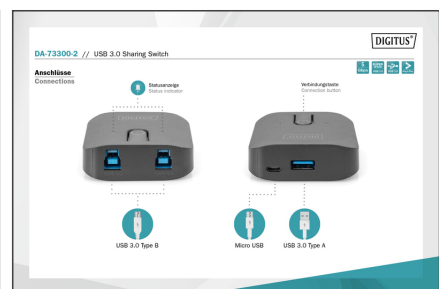 DIGITUS®
DA-73300-2 // USB 3.0 Sharing Switch
Anschlüsse
Connections
Statusanzeige
Status indicator
Verbindungstaste
Connection button
USB 3.0 Type B
Micro USB
USB 3.0 Type A